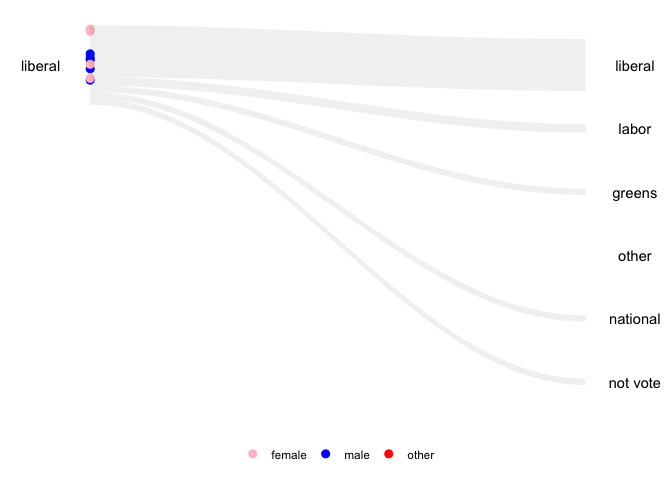 liberal
liberal
labor
greens
other
national
not vote
female male other